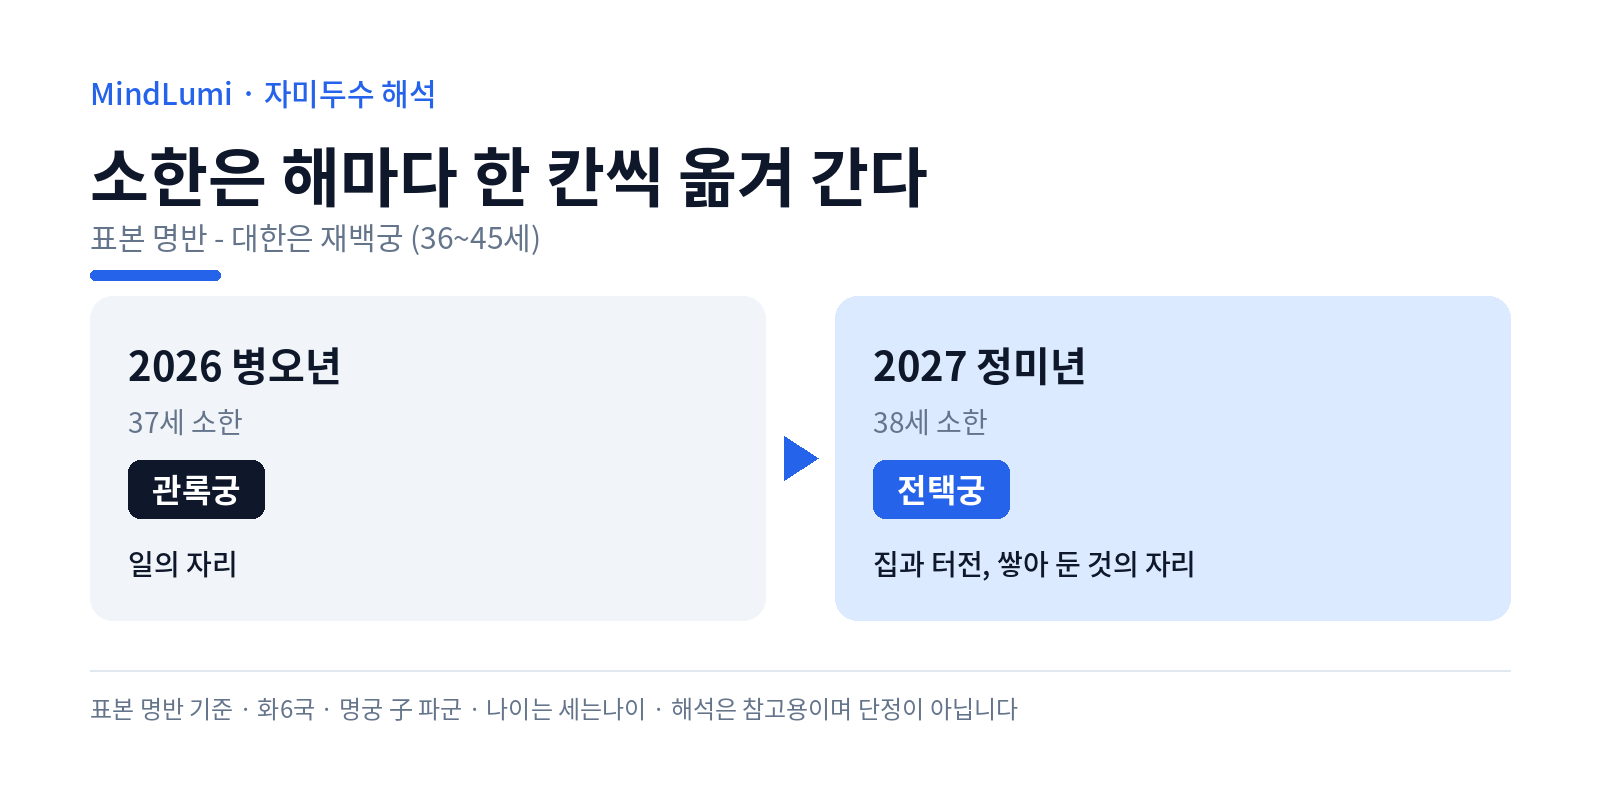 MindLumi · 자미두수 해석
소한은 해마다 한 칸씩 옮겨 간다
표본 명반 - 대한은 재백궁 (36~45세)
2026 병오년
37세 소한
관록궁
일의 자리
2027 정미년
38세 소한
전택궁
집과 터전, 쌓아 둔 것의 자리
표본 명반 기준 · 화6국 · 명궁 子 파군 · 나이는 세는나이 · 해석은 참고용이며 단정이 아닙니다